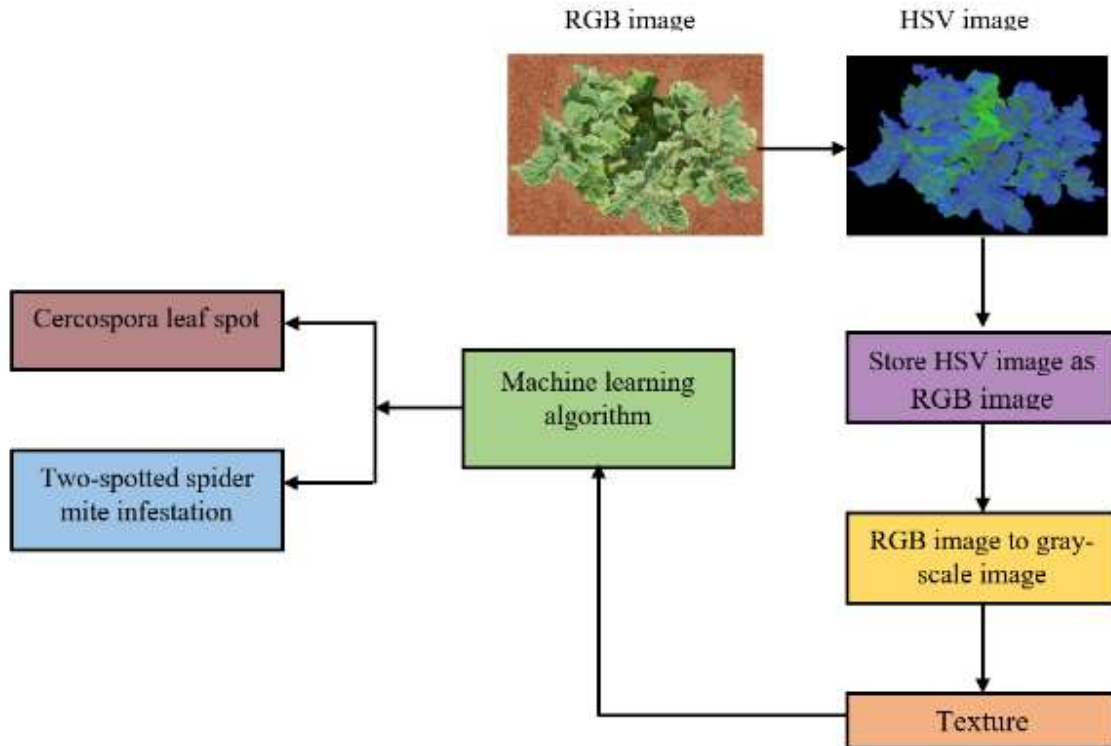 RGB image
HSV image
Cercospora leaf spot
Store HSV image as
RGB image
Machine learning
algorithm
Two-spotted spider
mite infestation
RGB image to gray-
scale image
Texture